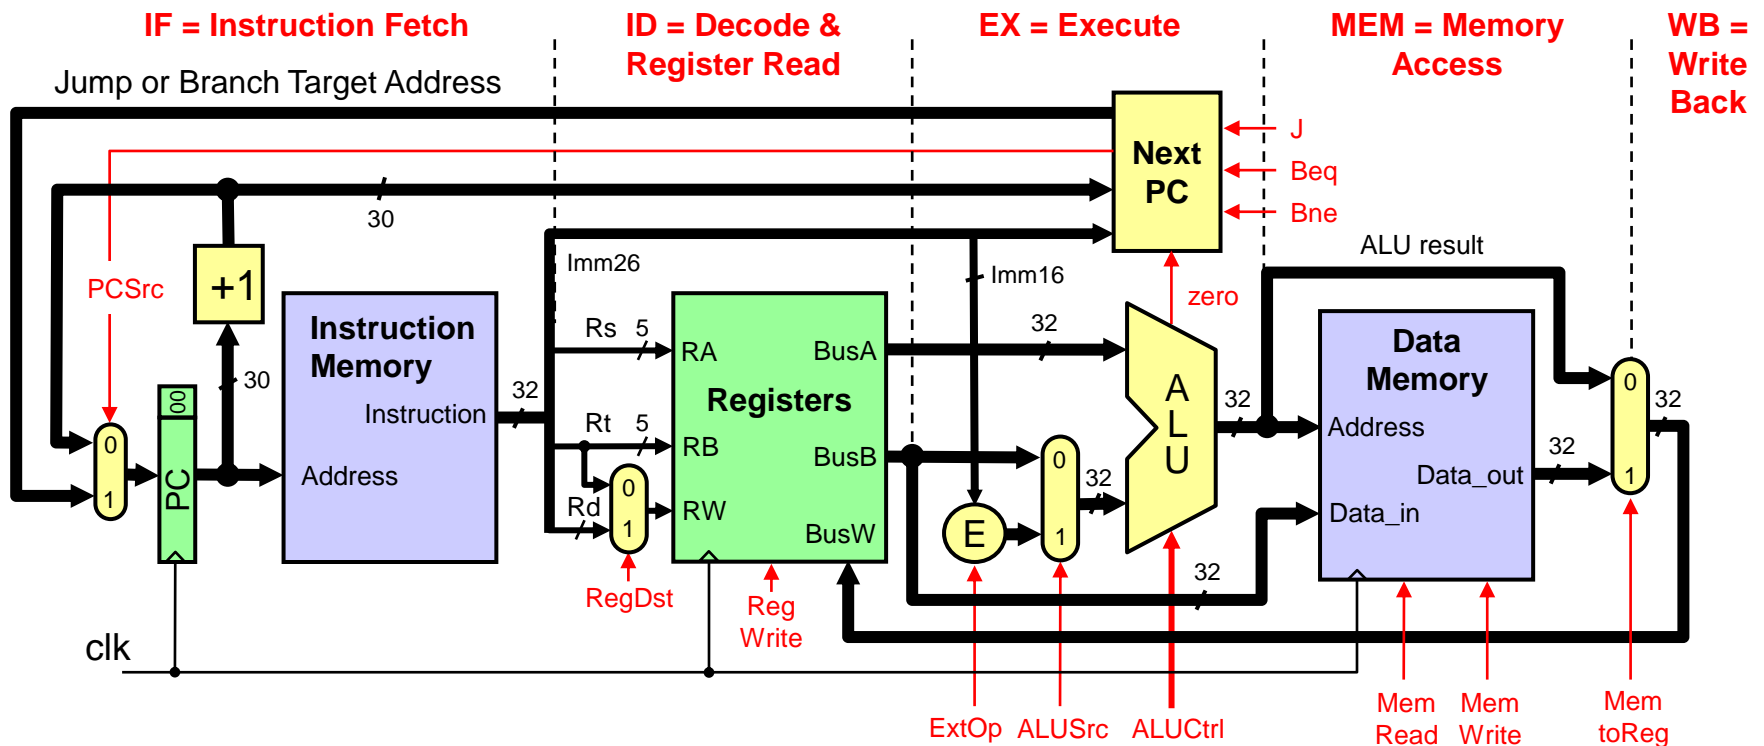 IF = Instruction Fetch
ID = Decode &
Register Read
EX = Execute
MEM = Memory
Access
WB =
Write
Back
Jump or Branch Target Address
Next
PC
J
Beq
Bne
30
+1
PCSrc
Imm26
Imm16
zero
ALU result
30
00
PC
0
1
Instruction
Memory
Instruction
Address
32
Rs
5
Rt
5
Rd
0
1
RA
RB
RW
BusA
BusB
BusW
Registers
32
E
0
1
32
A
L
U
32
32
Data
Memory
Address
Data_out
Data_in
32
0
1
32
RegDst
Reg
Write
clk
ExtOp
ALUSrc
ALUCtrl
Mem
Read
Mem
Write
Mem
toReg